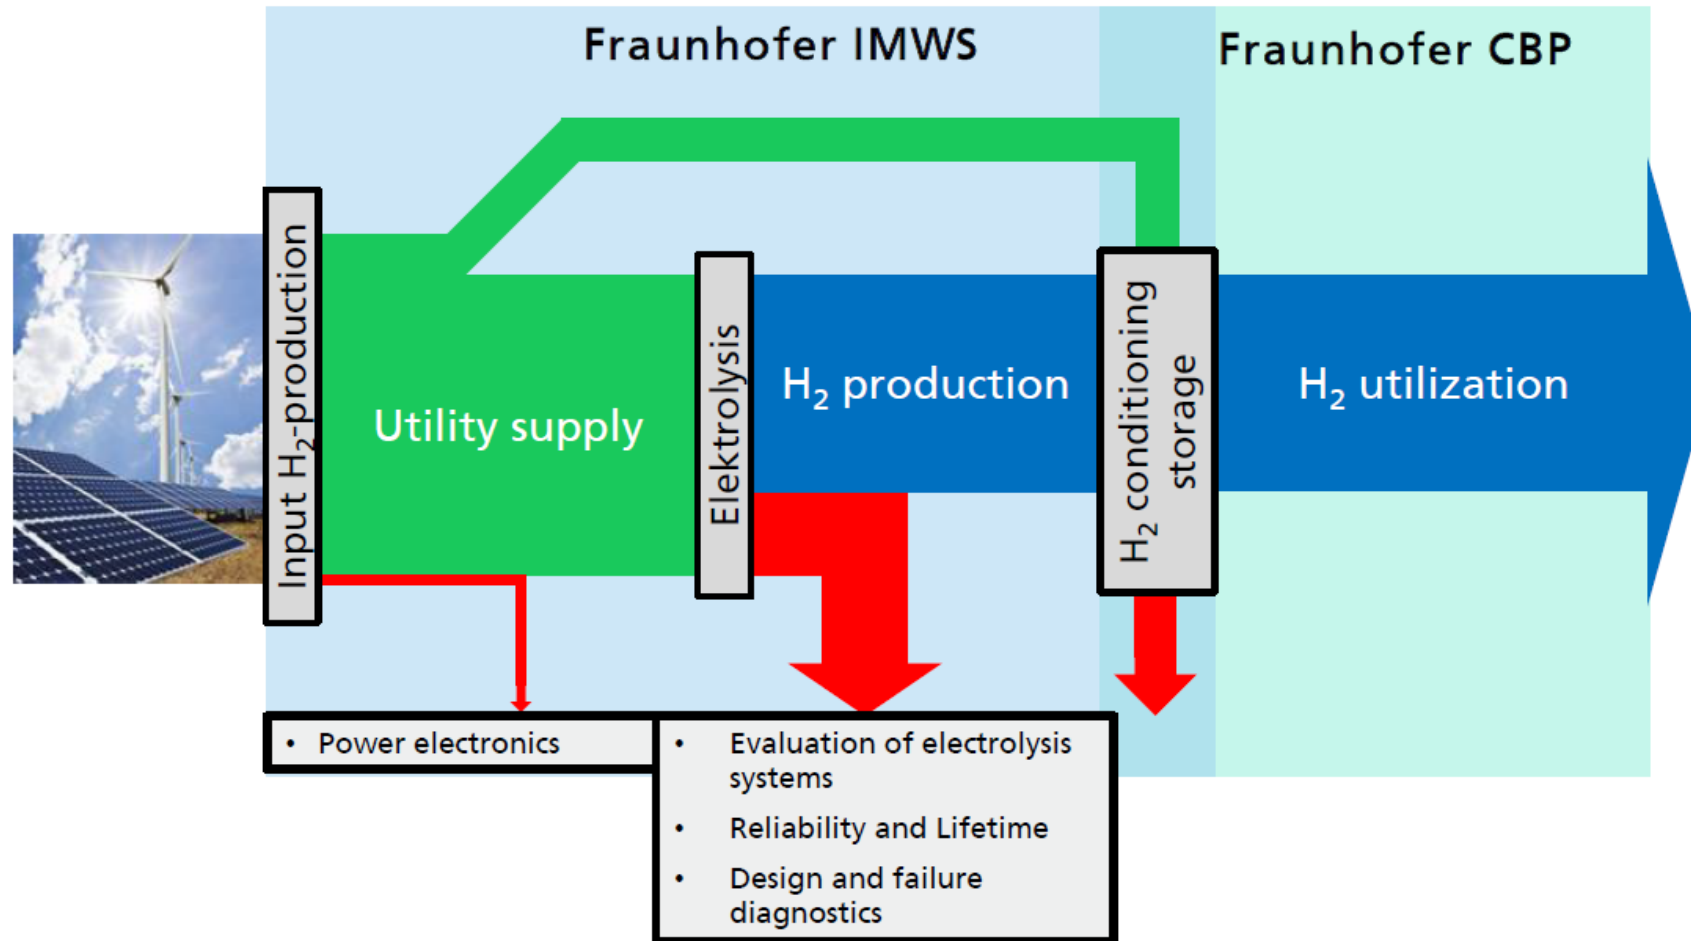 Fraunhofer IMWS
Fraunhofer CBP
Input H₂-production
Utility supply
Elektrolysis
H₂ production
H₂ conditioning
storage
H₂ utilization
• Power electronics
• Evaluation of electrolysis
systems
• Reliability and Lifetime
• Design and failure
diagnostics